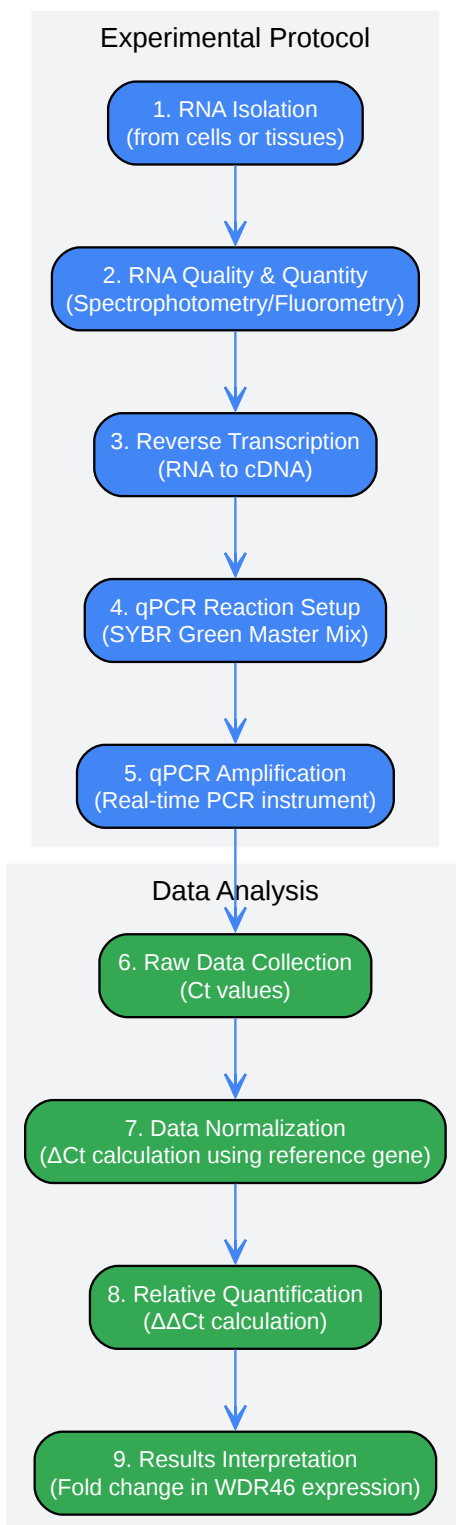 Experimental Protocol
1. RNA Isolation
(from cells or tissues)
2. RNA Quality & Quantity
(Spectrophotometry/Fluorometry)
3. Reverse Transcription
(RNA to cDNA)
4. qPCR Reaction Setup
(SYBR Green Master Mix)
5. qPCR Amplification
(Real-time PCR instrument)
Data Analysis
6. Raw Data Collection
(Ct values)
7. Data Normalization
(ΔCt calculation using reference gene)
8. Relative Quantification
(ΔΔCt calculation)
9. Results Interpretation
(Fold change in WDR46 expression)